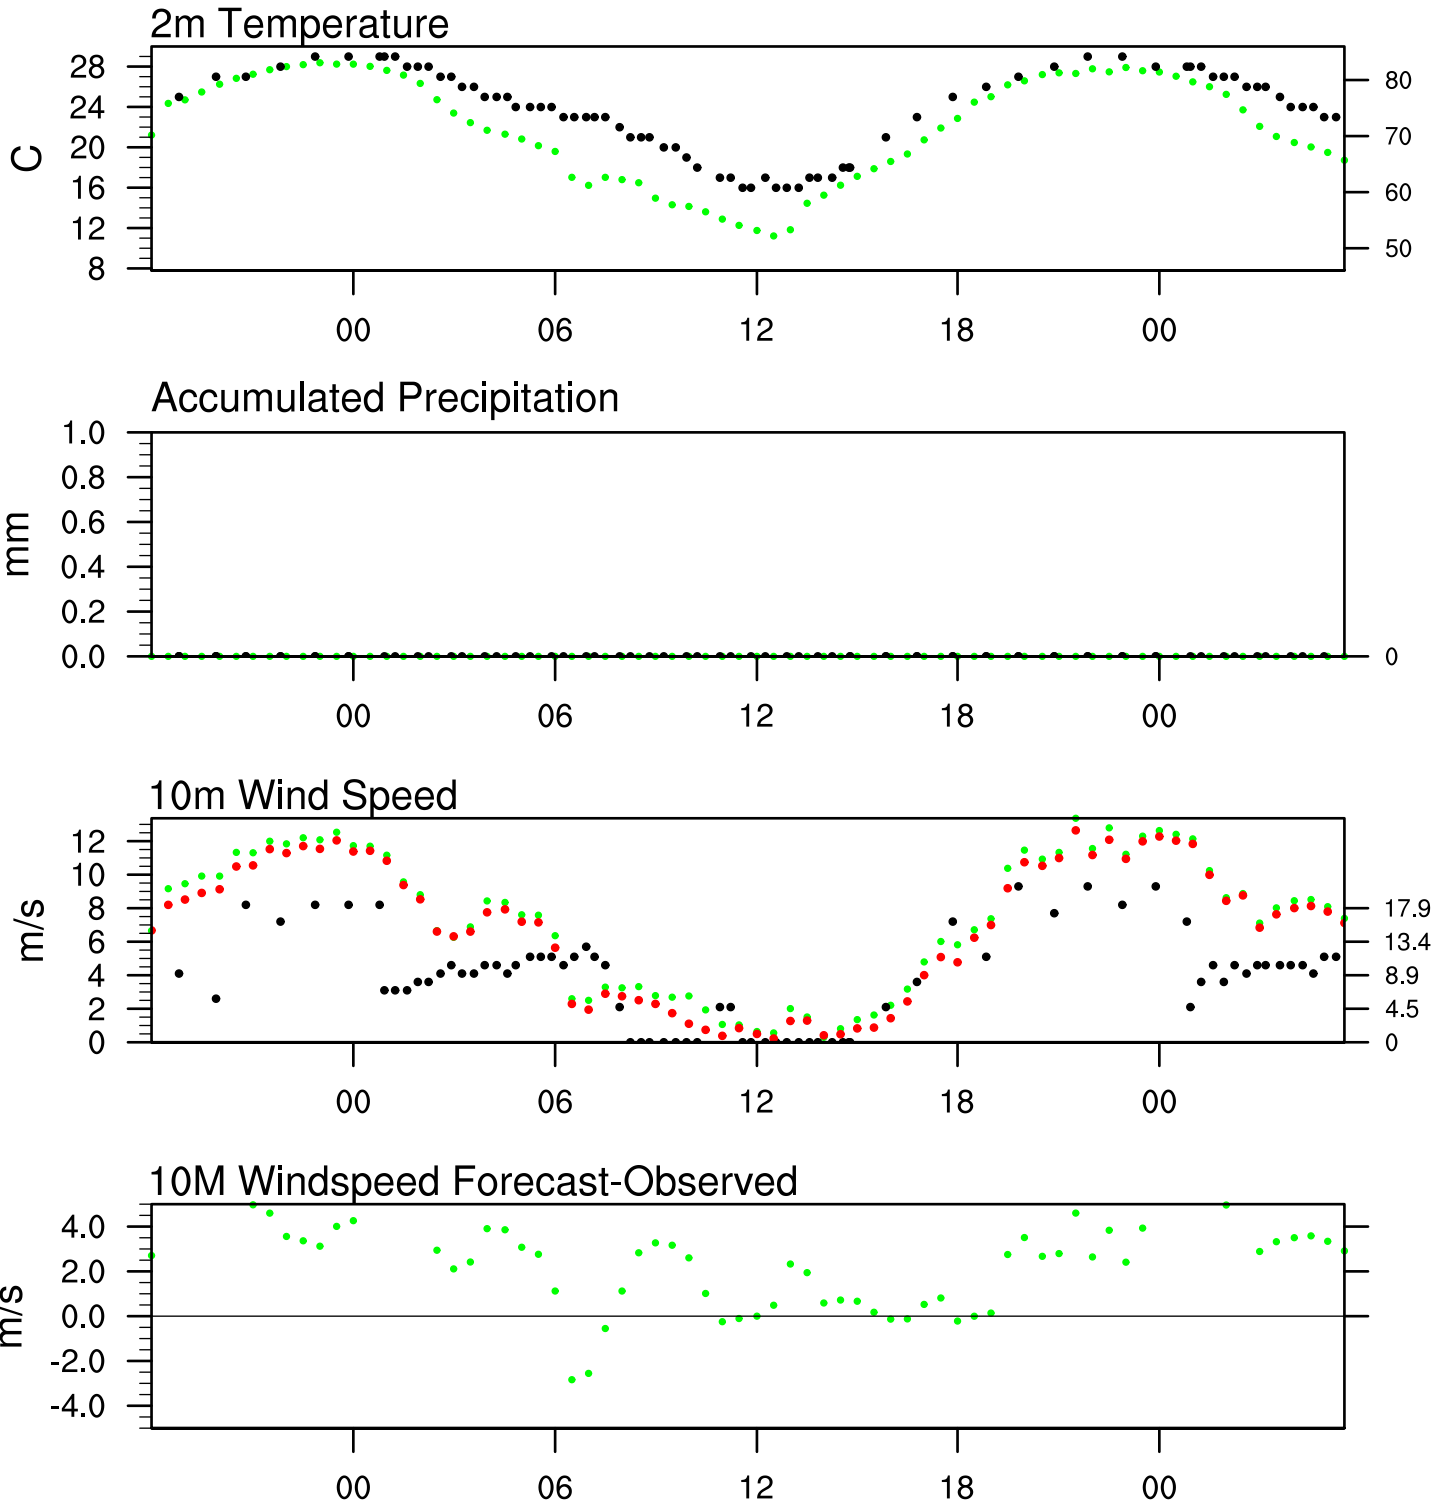 2m Temperature
28
24
20
16
12
8
C
80
70
60
50
00 06 12 18 00
Accumulated Precipitation
1.0
0.8
0.6
0.4
0.2
0.0
mm
0
00 06 12 18 00
10m Wind Speed
12
10
8
6
4
2
0
m/s
17.9
13.4
8.9
4.5
0
00 06 12 18 00
10M Windspeed Forecast-Observed
4.0
2.0
0.0
-2.0
-4.0
m/s
00 06 12 18 00